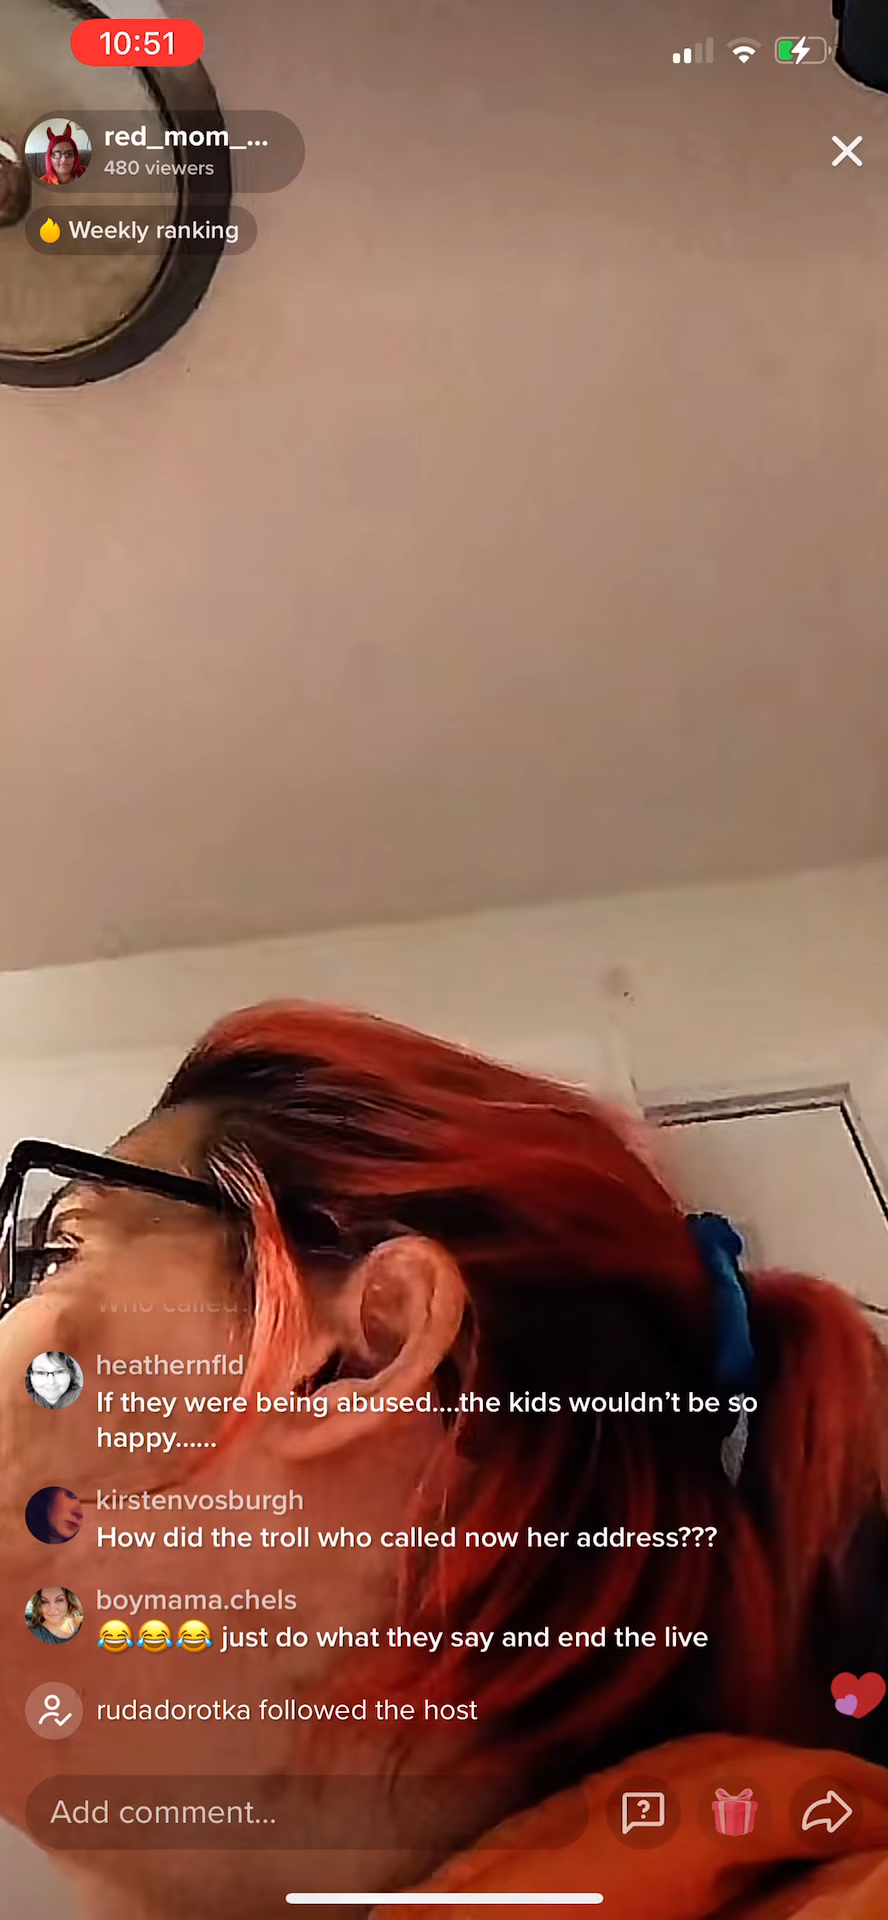 10:51
red_mom_...
480 viewers
Weekly ranking
Who called?
heathernfld
If they were being abused....the kids wouldn't be so
happy......
kirstenvosburgh
How did the troll who called now her address???
boymama.chels
😂😂😂 just do what they say and end the live
rudadorotka followed the host
Add comment...